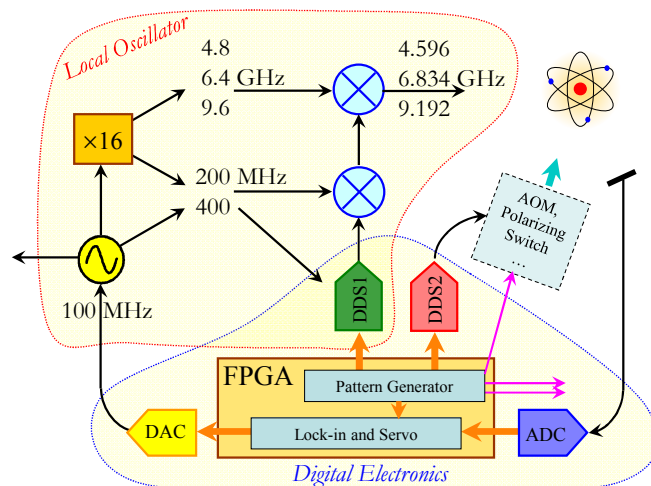 Local Oscillator
4.8
6.4 GHz
9.6
4.596
6.834 GHz
9.192
×16
200 MHz
400
100 MHz
AOM,
Polarizing
Switch
...
DDS1
DDS2
FPGA
Pattern Generator
DAC
Lock-in and Servo
ADC
Digital Electronics